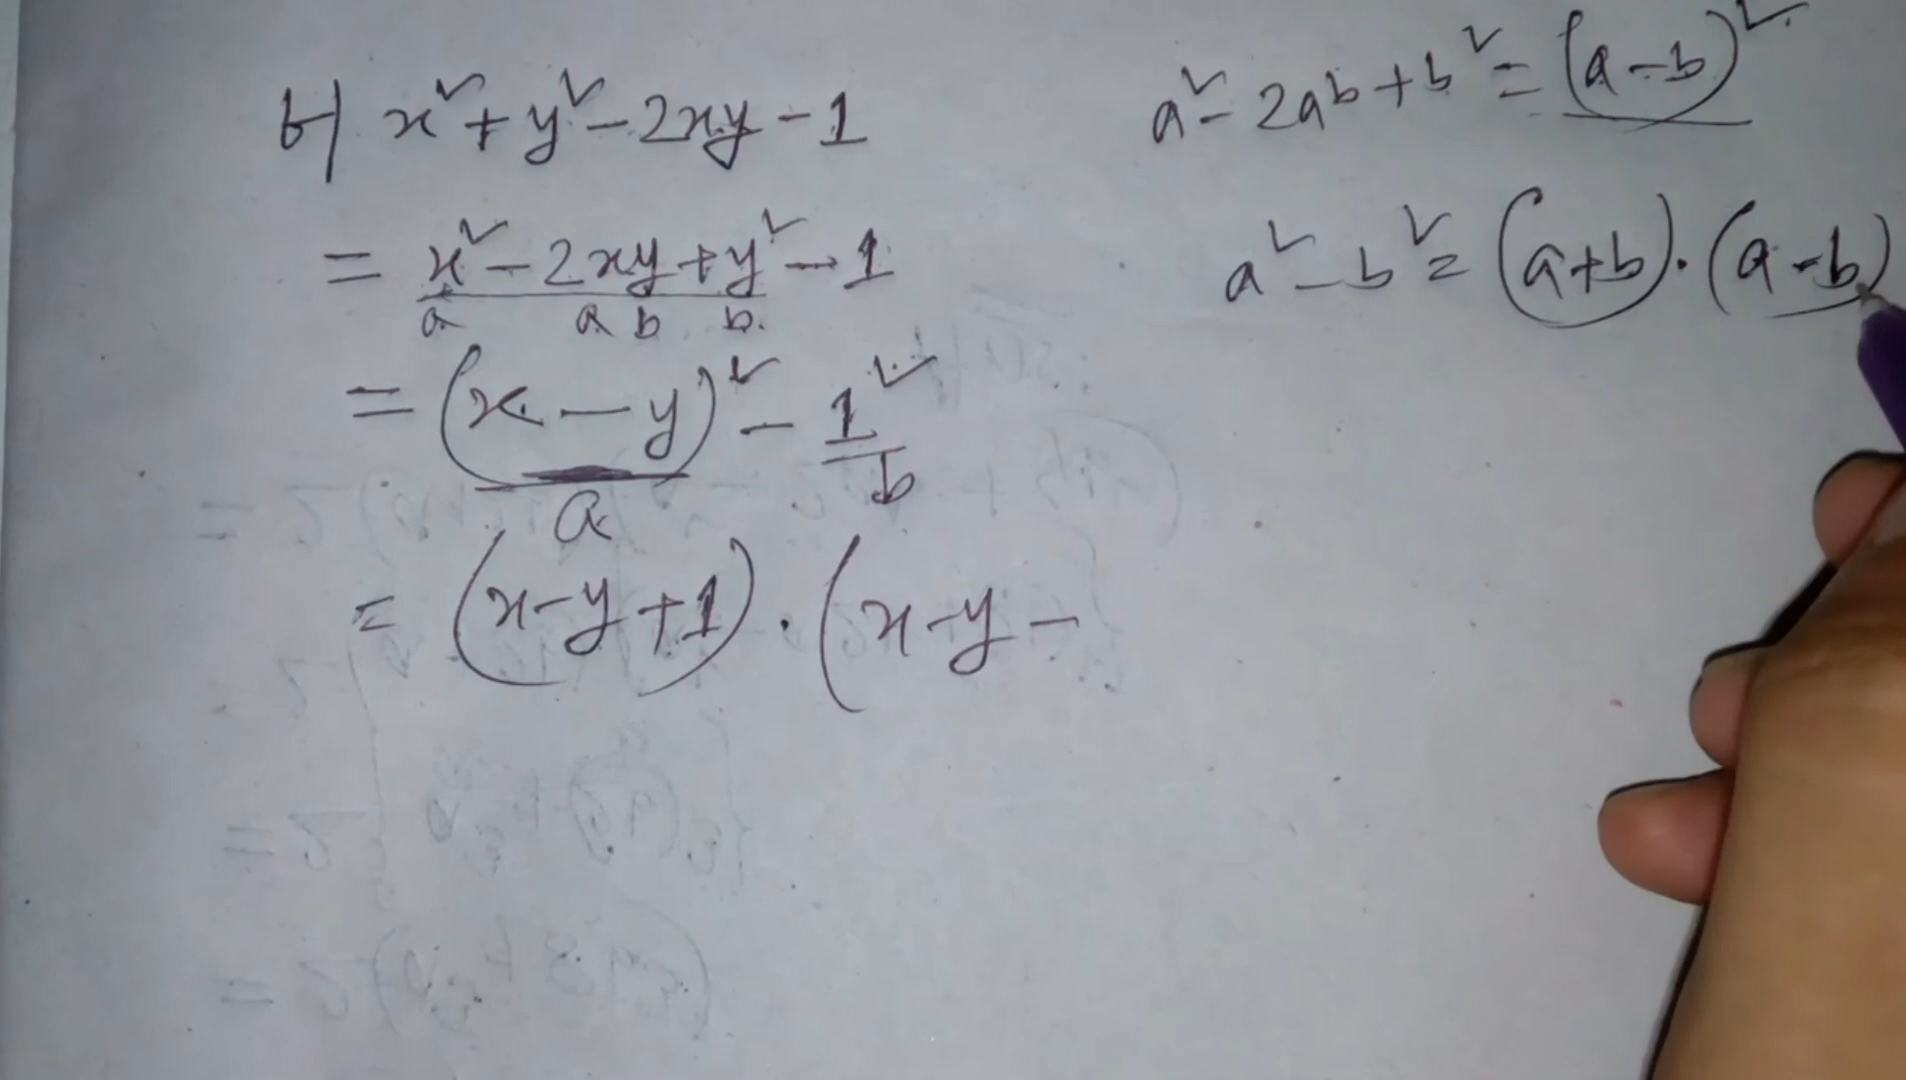 b) x² + y² - 2xy - 1
= x² - 2xy + y² - 1
a a b b.
= (x - y)² - 1²
a b
= (x-y+1) . (x-y-
a² - 2ab + b² = (a-b)²
a² - b² = (a+b) . (a-b)